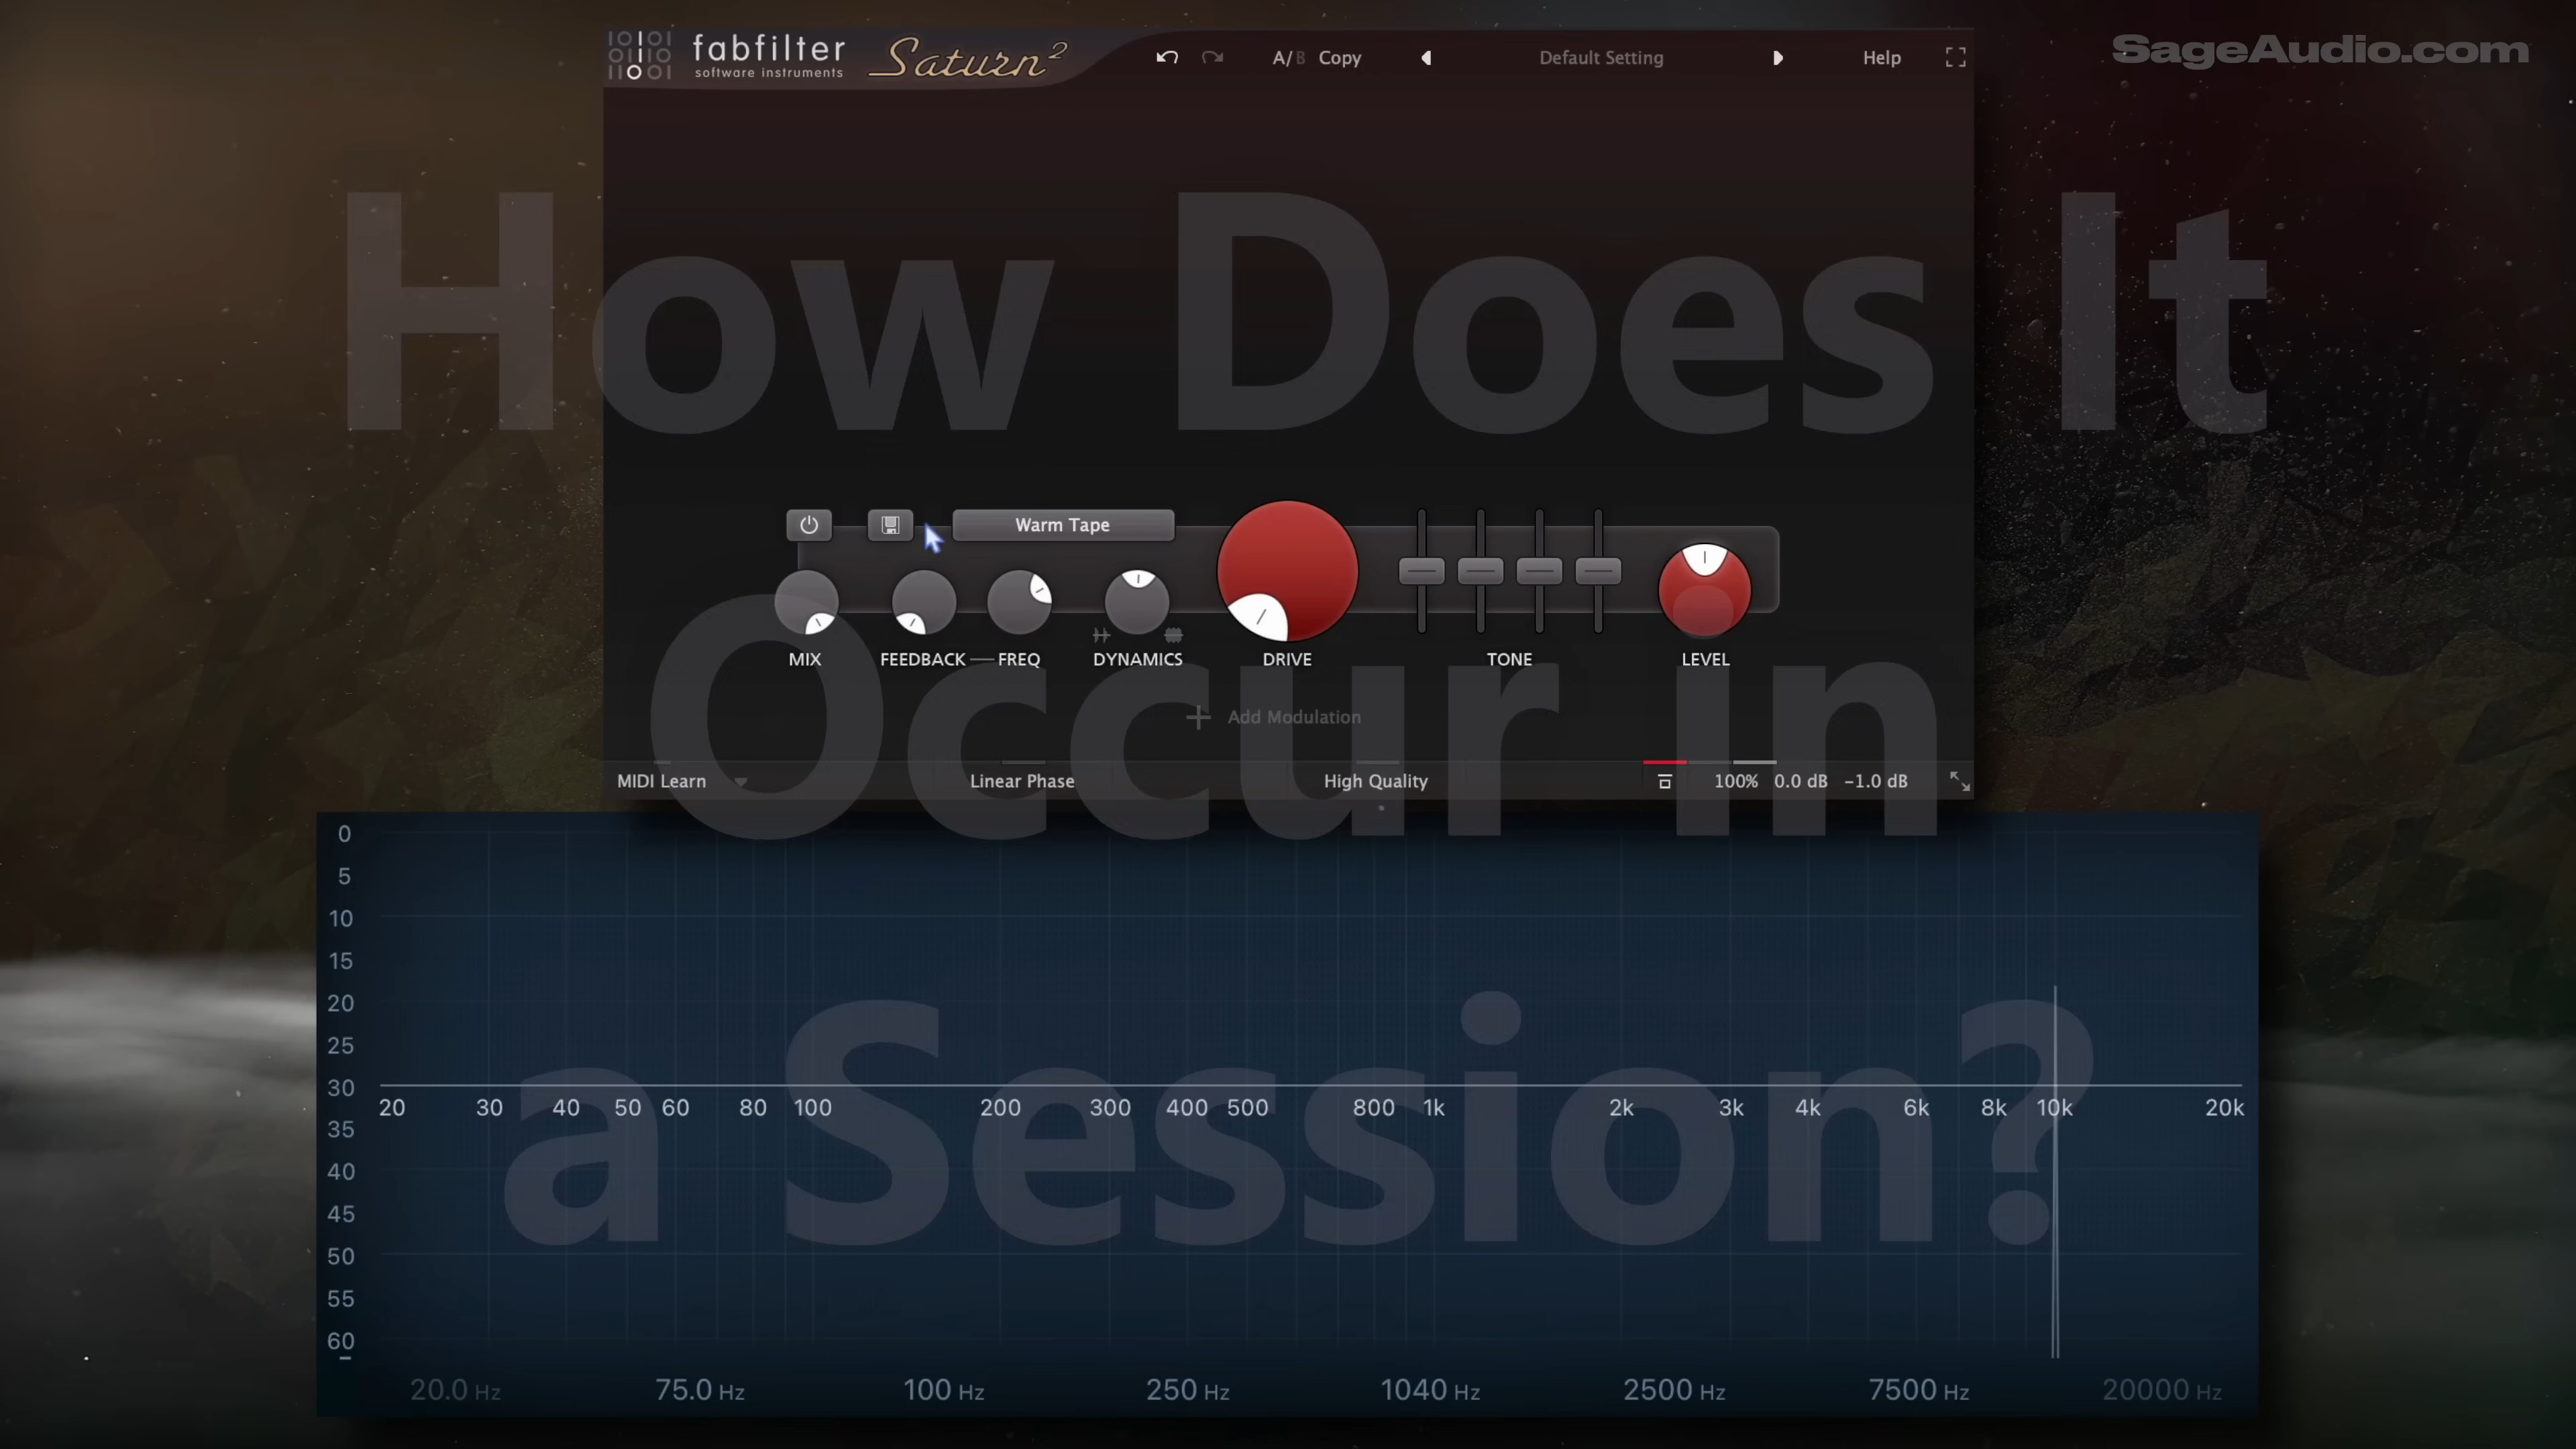 fabfilter
software instruments
Saturn 2
A/B Copy
Default Setting
Help
SageAudio.com
How Does It
Warm Tape
MIX
FEEDBACK
FREQ
DYNAMICS
DRIVE
TONE
LEVEL
Occur in
Add Modulation
MIDI Learn
Linear Phase
High Quality
100% 0.0 dB -1.0 dB
0
5
10
15
20
25
30
20 30 40 50 60 80 100 200 300 400 500 800 1k 2k 3k 4k 6k 8k 10k 20k
a Session?
35
40
45
50
55
60
20.0 Hz 75.0 Hz 100 Hz 250 Hz 1040 Hz 2500 Hz 7500 Hz 20000 Hz